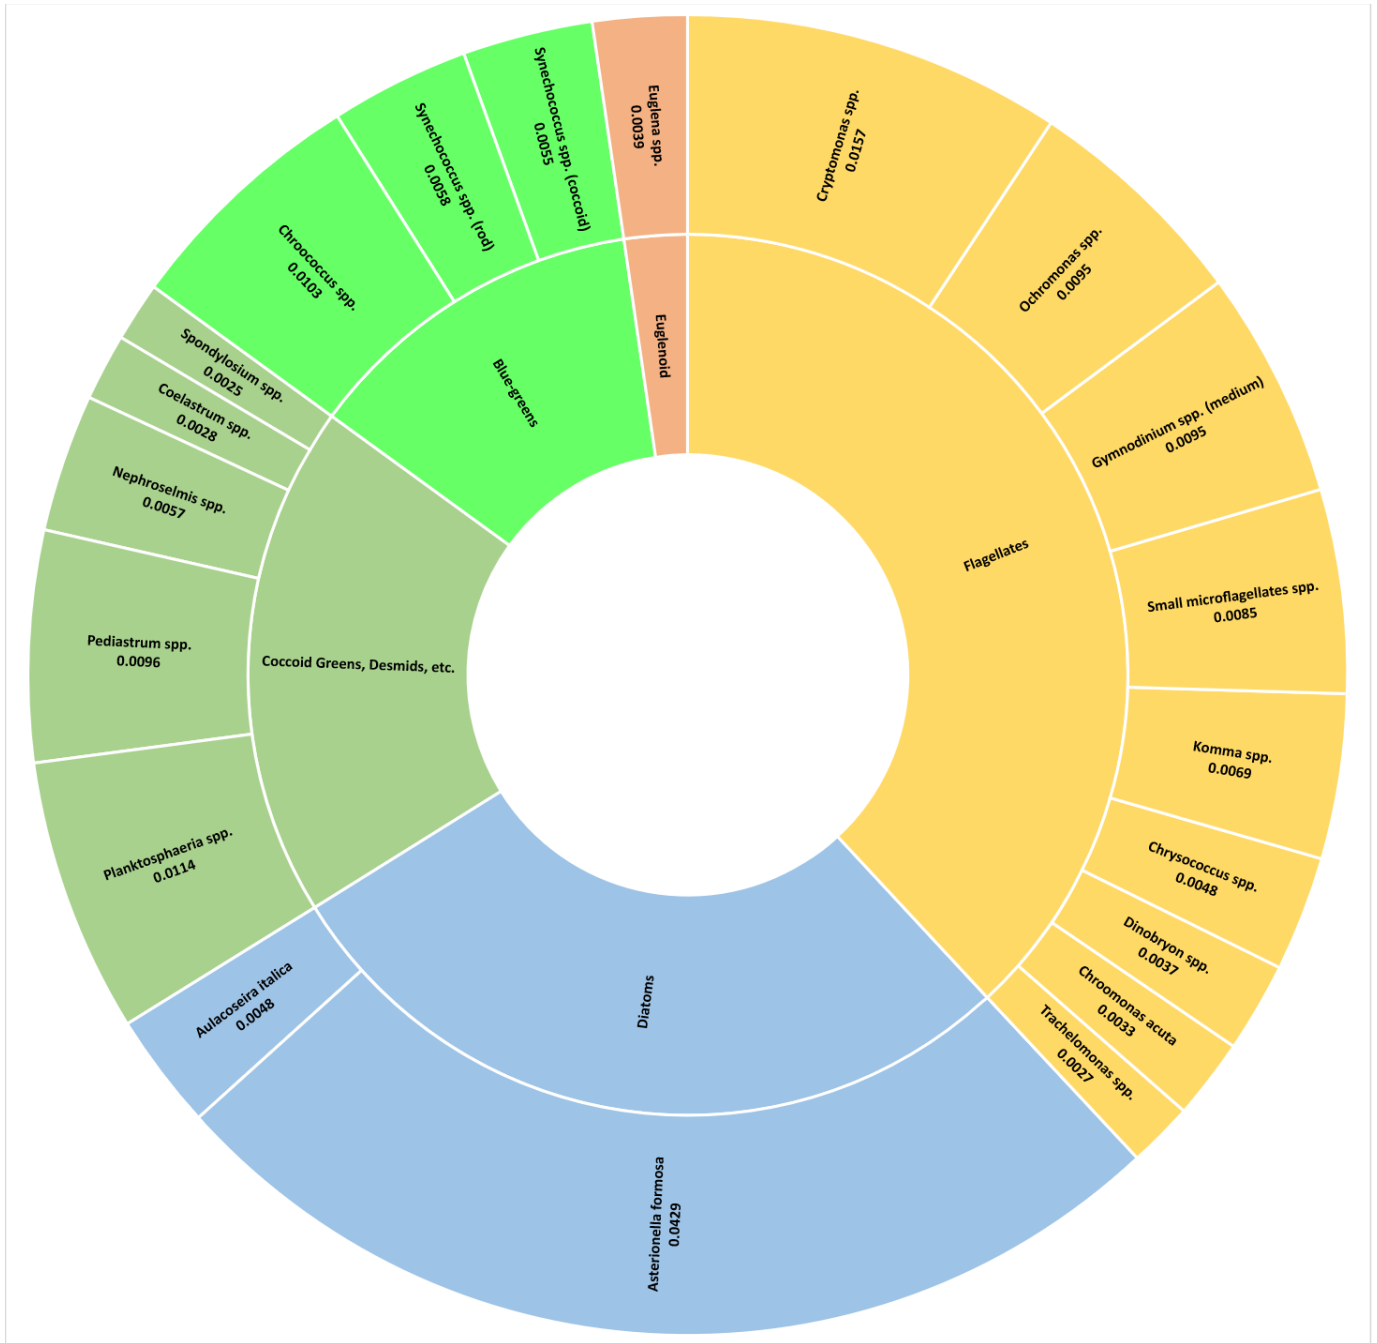 Cryptomonas spp.
0.0157
Ochromonas spp.
0.0095
Gymnodinium spp. (medium)
0.0095
Small microflagellates spp.
0.0085
Komma spp.
0.0069
Chrysococcus spp.
0.0048
Dinobryon spp.
0.0037
Chroomonas acuta
0.0033
Trachelomonas spp.
0.0027
Flagellates
Asterionella formosa
0.0429
Aulacoseira italica
0.0048
Diatoms
Planktosphaeria spp.
0.0114
Pediastrum spp.
0.0096
Nephroselmis spp.
0.0057
Coelastrum spp.
0.0028
Spondylosium spp.
0.0025
Coccoid Greens, Desmids, etc.
Chroococcus spp.
0.0103
Synechococcus spp. (rod)
0.0058
Synechococcus spp. (coccoid)
0.0055
Blue-greens
Euglena spp.
0.0039
Euglenoid